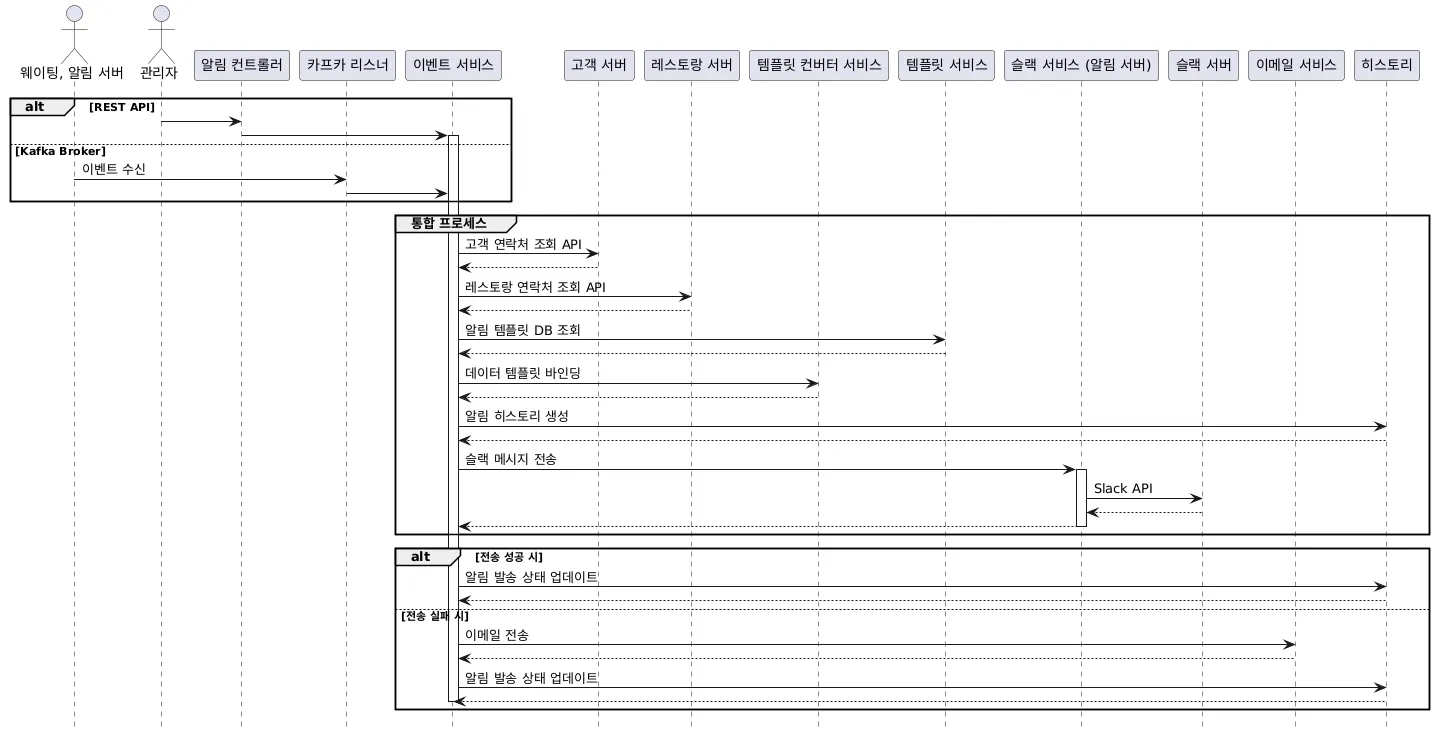 웨이팅, 알림 서버
관리자
알림 컨트롤러
카프카 리스너
이벤트 서비스
고객 서버
레스토랑 서버
템플릿 컨버터 서비스
템플릿 서비스
슬랙 서비스 (알림 서버)
슬랙 서버
이메일 서비스
히스토리
alt [REST API]
[Kafka Broker]
이벤트 수신
통합 프로세스
고객 연락처 조회 API
레스토랑 연락처 조회 API
알림 템플릿 DB 조회
데이터 템플릿 바인딩
알림 히스토리 생성
슬랙 메시지 전송
Slack API
alt [전송 성공 시]
알림 발송 상태 업데이트
[전송 실패 시]
이메일 전송
알림 발송 상태 업데이트